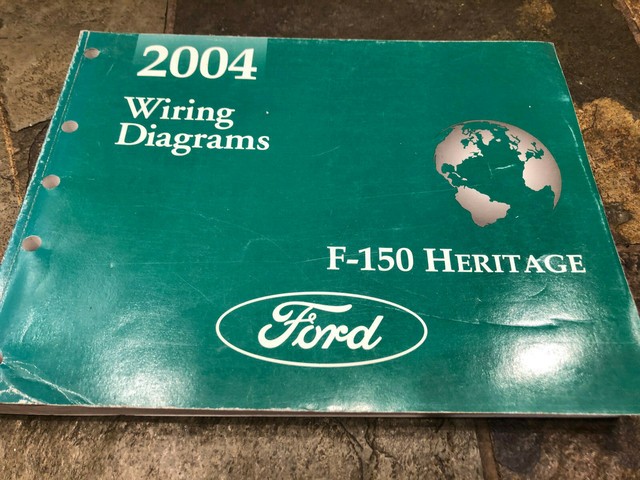 2004
Wiring
Diagrams
F-150 HERITAGE
Ford